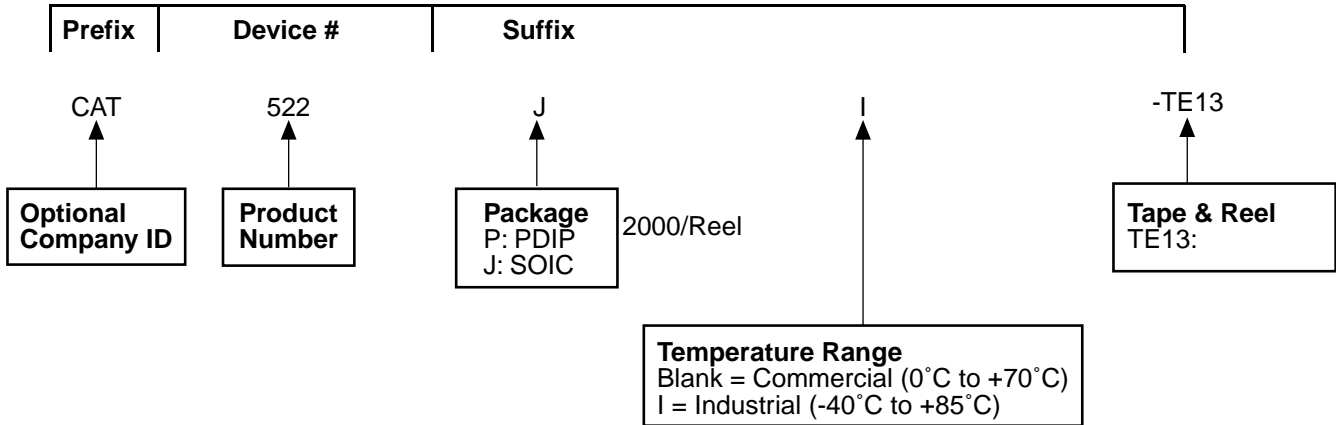 Prefix Device # Suffix
CAT 522 J I -TE13
Optional
Company ID
Product
Number
Package
P: PDIP
J: SOIC
2000/Reel
Tape & Reel
TE13:
Temperature Range
Blank = Commercial (0˚C to +70˚C)
I = Industrial (-40˚C to +85˚C)